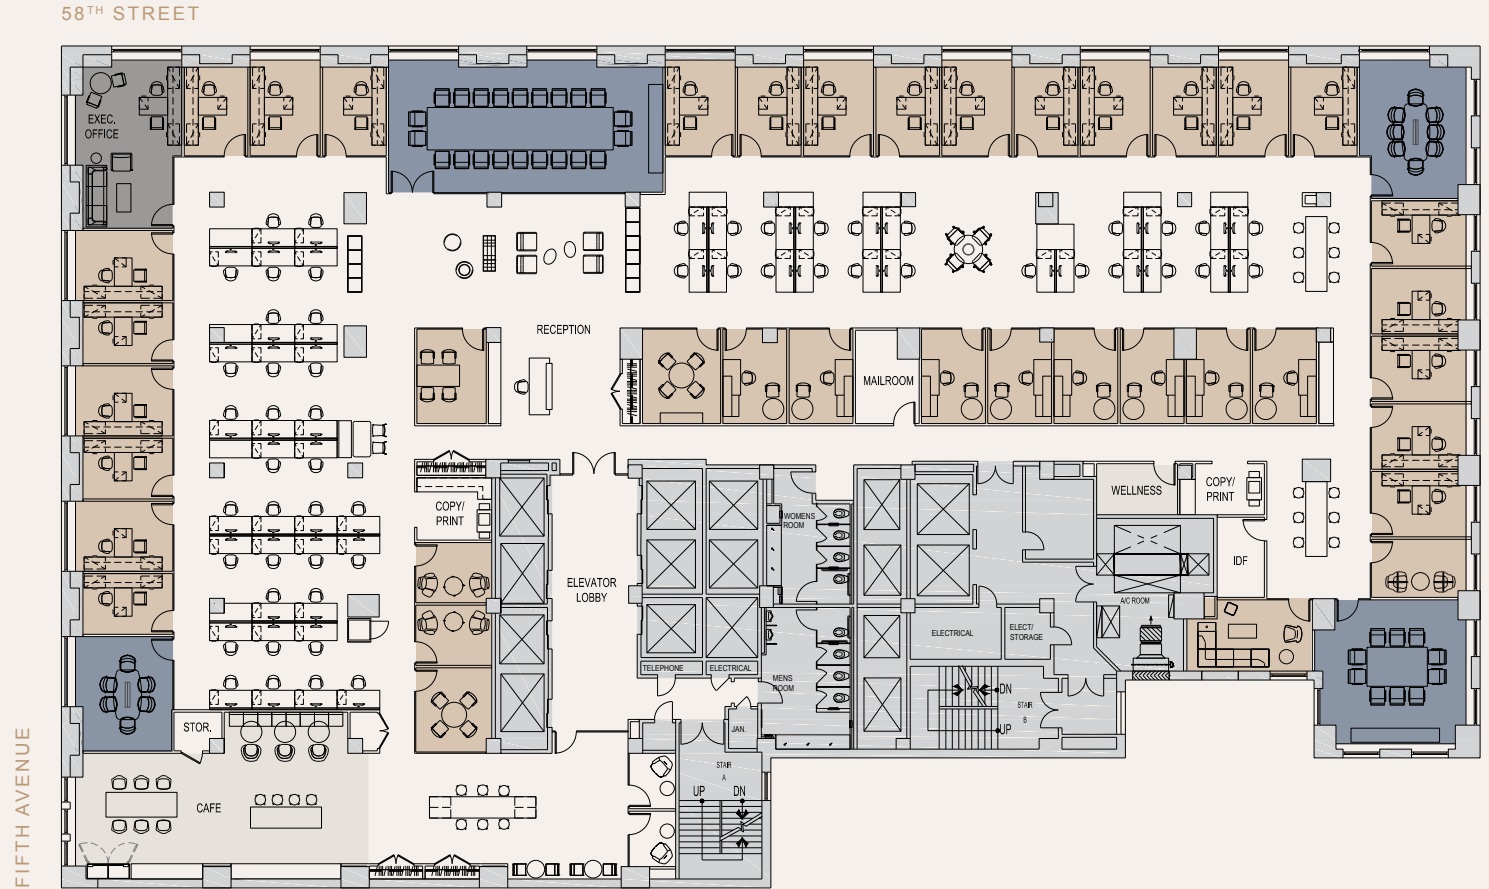 58TH STREET
EXEC.
OFFICE
RECEPTION
MAILROOM
COPY/
PRINT
WELLNESS
COPY/
PRINT
WOMENS
ROOM
IDF
ELEVATOR
LOBBY
A/C ROOM
ELECTRICAL
ELECT/
STORAGE
TELEPHONE
ELECTRICAL
MENS
ROOM
DN
STAIR
B
UP
STOR.
JAN.
STAIR
A
UP
DN
CAFE
FIFTH AVENUE